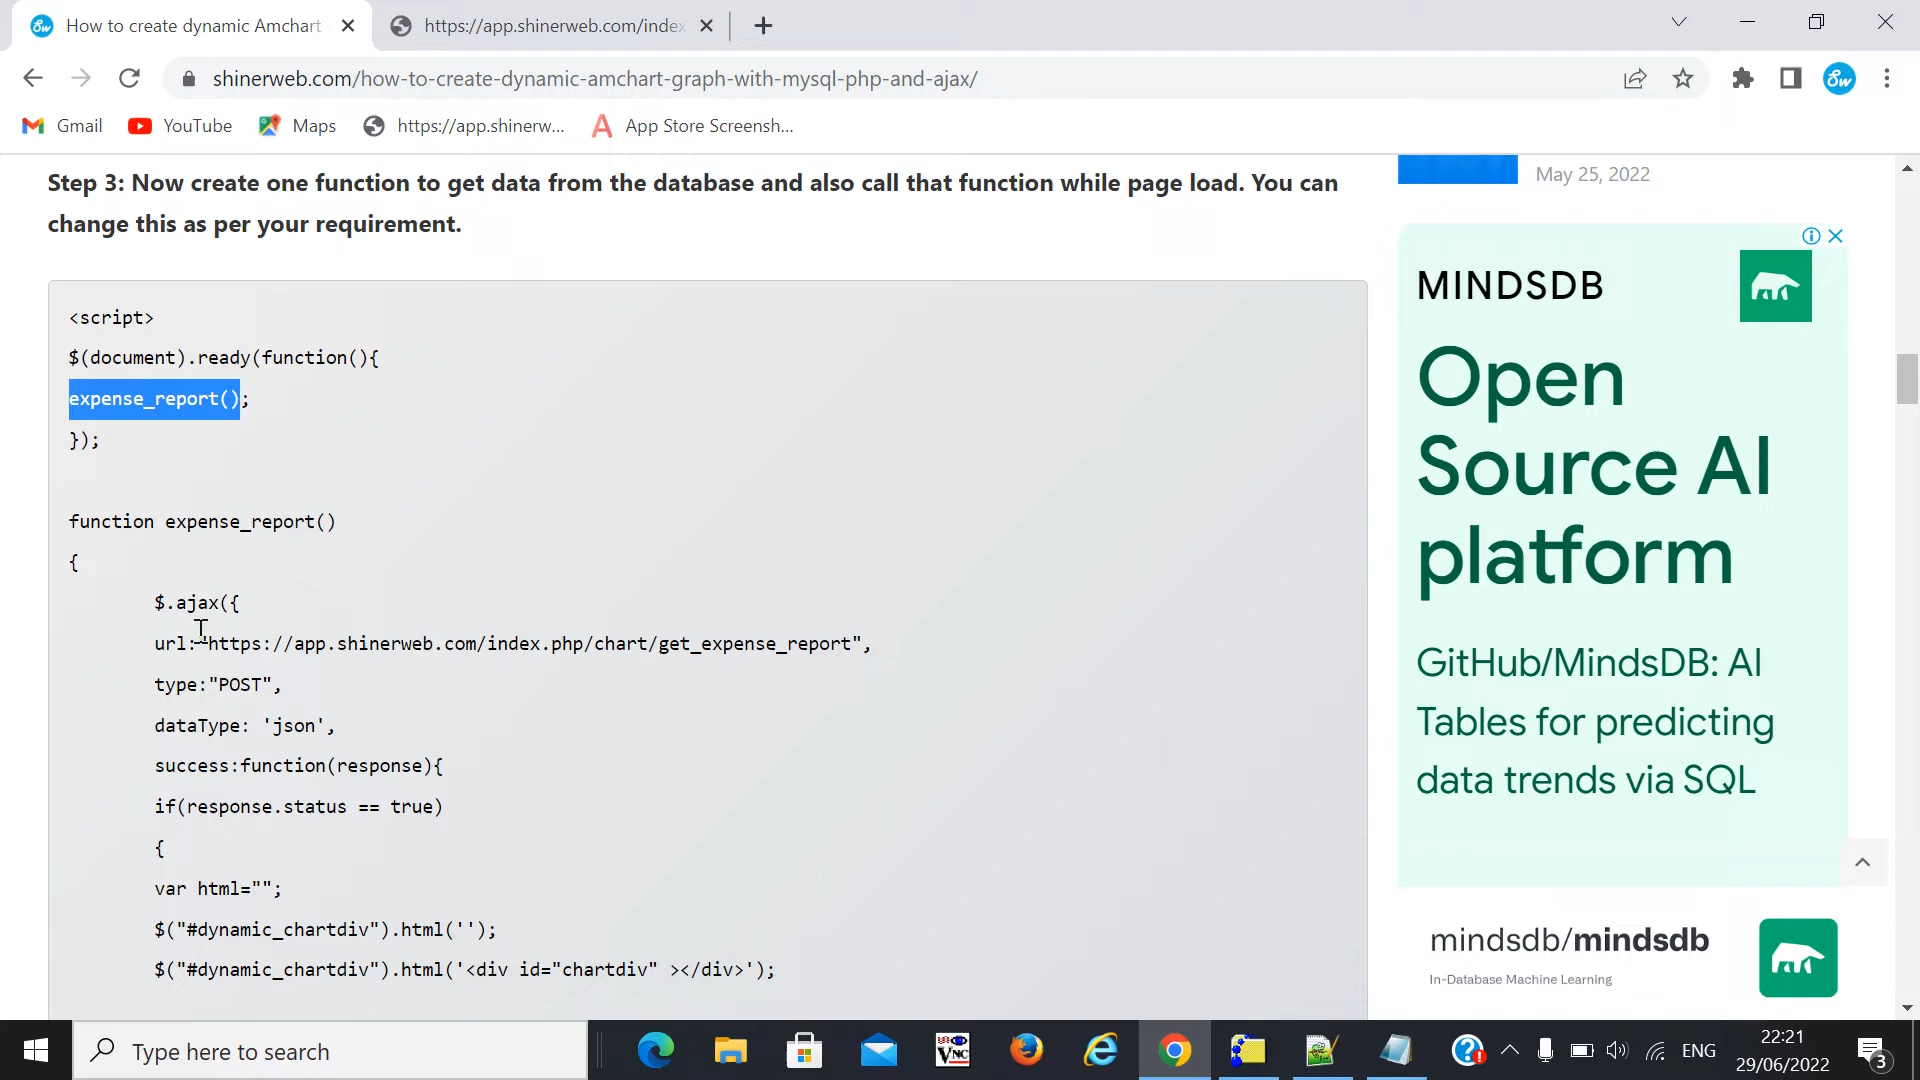 How to create dynamic Amchart
https://app.shinerweb.com/index
shinerweb.com/how-to-create-dynamic-amchart-graph-with-mysql-php-and-ajax/
Sw
Gmail
YouTube
Maps
https://app.shinerw...
App Store Screensh...
Step 3: Now create one function to get data from the database and also call that function while page load. You can
change this as per your requirement.
<script>
$(document).ready(function(){
expense_report();
});
function expense_report()
{
$.ajax({
url:"https://app.shinerweb.com/index.php/chart/get_expense_report",
type:"POST",
dataType: 'json',
success:function(response){
if(response.status == true)
{
var html="";
$("#dynamic_chartdiv").html('');
$("#dynamic_chartdiv").html('<div id="chartdiv" ></div>');
May 25, 2022
MINDSDB
Open
Source AI
platform
GitHub/MindsDB: AI
Tables for predicting
data trends via SQL
mindsdb/mindsdb
In-Database Machine Learning
Type here to search
VNC
ENG
22:21
29/06/2022
3